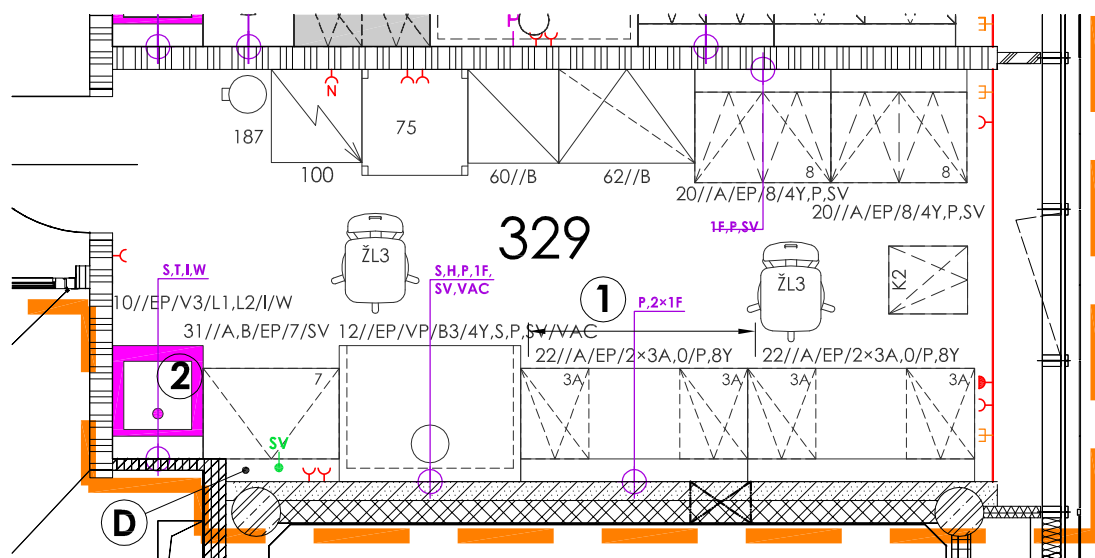 P
N
187
75
100
60//B
62//B
8
8
20//A/EP/8/4Y,P,SV
20//A/EP/8/4Y,P,SV
1F,P,SV
329
ŽL3
ŽL3
K2
S,T,I,W
S,H,P,1F,
SV,VAC
1
P,2×1F
10//EP/V3/L1,L2/I/W
31//A,B/EP/7/SV
12//EP/VP/B3/4Y,S,P,SV/VAC
22//A/EP/2×3A,0/P,8Y
22//A/EP/2×3A,0/P,8Y
2
7
3A
3A
3A
3A
SV
D